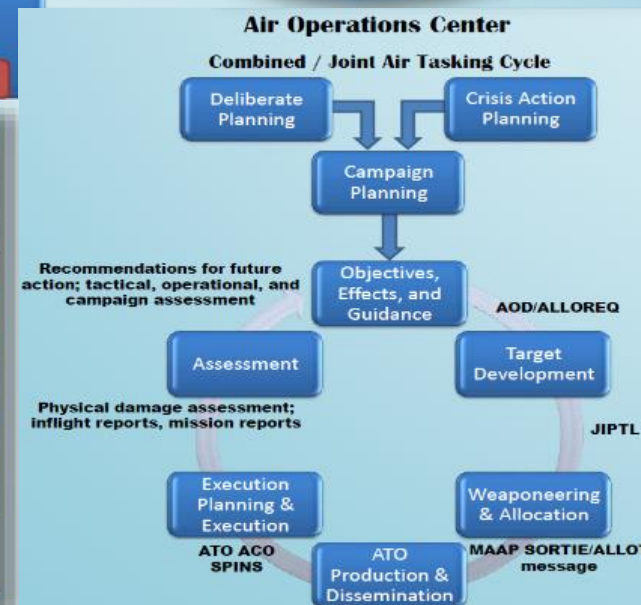 Air Operations Center
Combined / Joint Air Tasking Cycle
Deliberate
Planning
Crisis Action
Planning
Campaign
Planning
Recommendations for future
action; tactical, operational, and
campaign assessment
Objectives,
Effects, and
Guidance
AOD/ALLOREQ
Assessment
Target
Development
Physical damage assessment;
inflight reports, mission reports
JIPTL
Execution
Planning &
Execution
Weaponeering
& Allocation
ATO ACO
SPINS
ATO
Production &
Dissemination
MAAP SORTIE/ALLOT
message